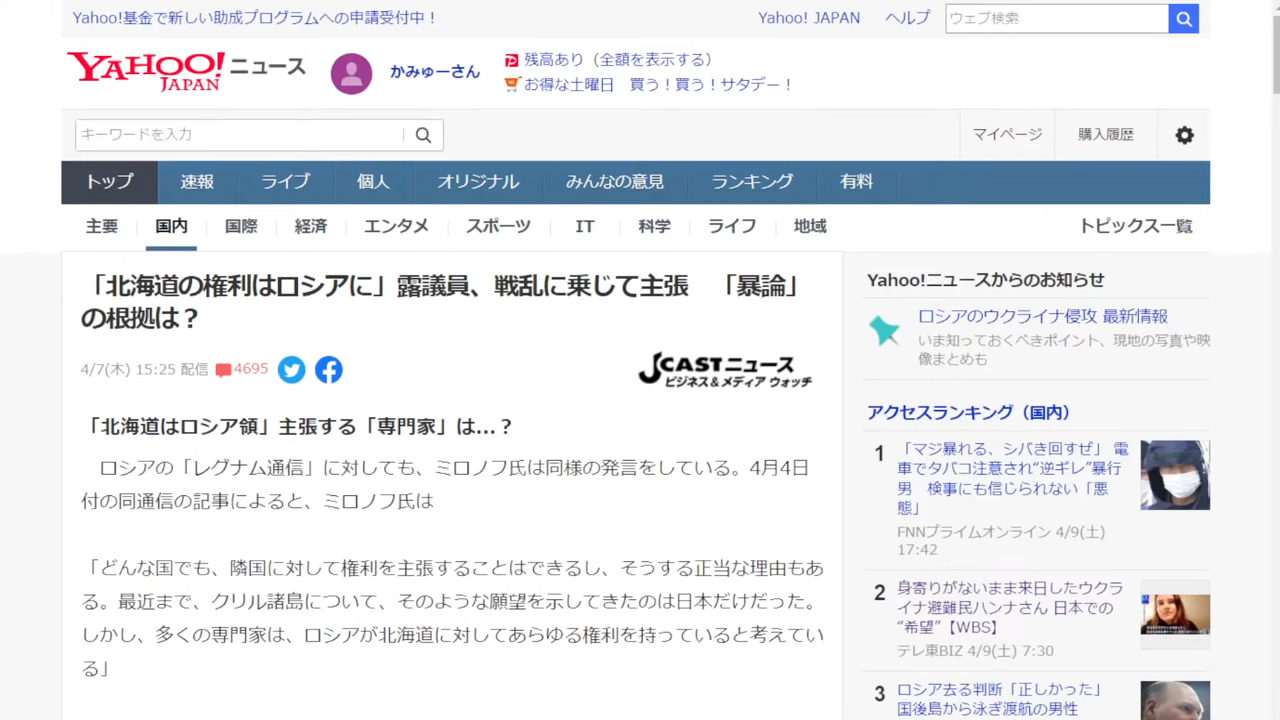 Yahoo!基金で新しい助成プログラムへの申請受付中！
Yahoo! JAPAN ヘルプ
ウェブ検索
YAHOO! JAPAN ニュース
かみゅーさん
残高あり（全額を表示する）
お得な土曜日 買う！買う！サタデー！
キーワードを入力
マイページ 購入履歴
トップ 速報 ライブ 個人 オリジナル みんなの意見 ランキング 有料
主要 国内 国際 経済 エンタメ スポーツ IT 科学 ライフ 地域 トピックス一覧
「北海道の権利はロシアに」露議員、戦乱に乗じて主張 「暴論」
の根拠は？
4/7(木) 15:25 配信 4695
JCASTニュース
ビジネス＆メディア ウォッチ
「北海道はロシア領」主張する「専門家」は...？
ロシアの「レグナム通信」に対しても、ミロノフ氏は同様の発言をしている。4月4日
付の同通信の記事によると、ミロノフ氏は
「どんな国でも、隣国に対して権利を主張することはできるし、そうする正当な理由もあ
る。最近まで、クリル諸島について、そのような願望を示してきたのは日本だけだった。
しかし、多くの専門家は、ロシアが北海道に対してあらゆる権利を持っていると考えてい
る」
Yahoo!ニュースからのお知らせ
ロシアのウクライナ侵攻 最新情報
いま知っておくべきポイント、現地の写真や映
像まとめも
アクセスランキング（国内）
1
「マジ暴れる、シバき回すぜ」 電
車でタバコ注意され“逆ギレ”暴行
男 検事にも信じられない「悪
態」
FNNプライムオンライン 4/9(土)
17:42
2
身寄りがないまま来日したウクラ
イナ避難民ハンナさん 日本での
“希望”【WBS】
テレ東BIZ 4/9(土) 7:30
3
ロシア去る判断「正しかった」
国後島から泳ぎ渡航の男性